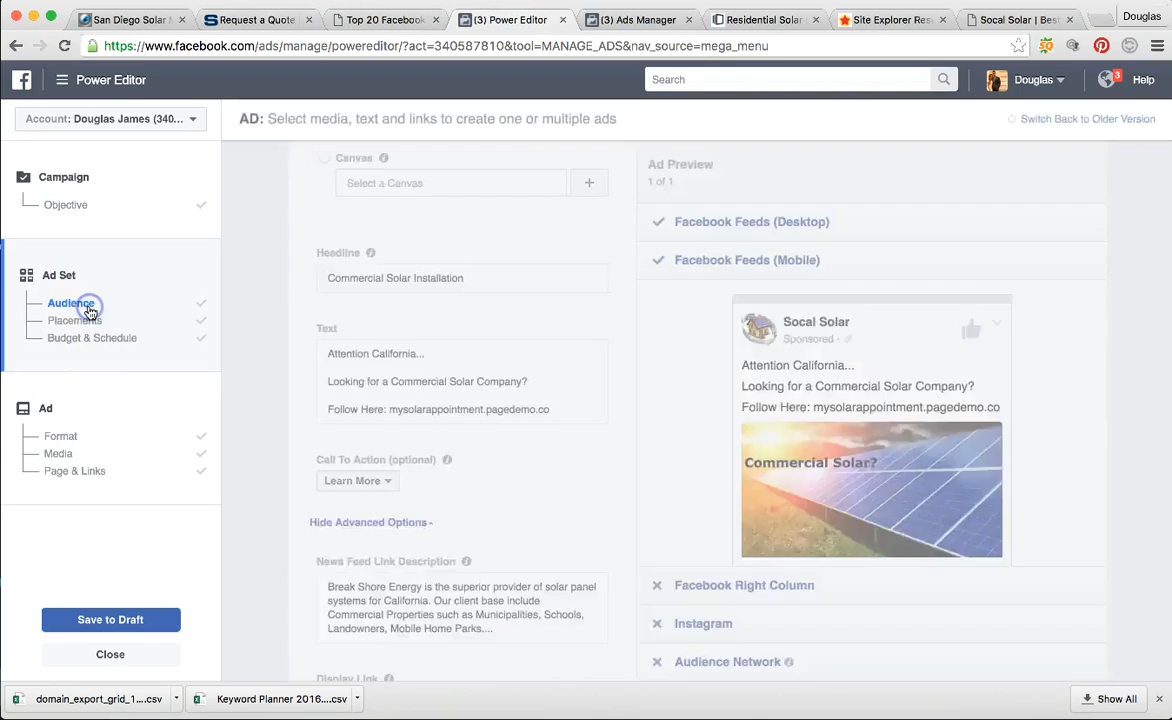 Douglas
San Diego Solar
Request a Quote
Top 20 Facebook
(3) Power Editor
(3) Ads Manager
Residential Solar
Site Explorer Res
Socal Solar | Bes
https://www.facebook.com/ads/manage/powereditor/?act=340587810&tool=MANAGE_ADS&nav_source=mega_menu
Power Editor
Search
Douglas
3
Help
Account: Douglas James (340...
AD: Select media, text and links to create one or multiple ads
Switch Back to Older Version
Campaign
Objective
Ad Set
Audience
Placements
Budget & Schedule
Ad
Format
Media
Page & Links
Save to Draft
Close
Canvas
Select a Canvas
+
Headline
Commercial Solar Installation
Text
Attention California...
Looking for a Commercial Solar Company?
Follow Here: mysolarappointment.pagedemo.co
Call To Action (optional)
Learn More
Hide Advanced Options
News Feed Link Description
Break Shore Energy is the superior provider of solar panel
systems for California. Our client base include
Commercial Properties such as Municipalities, Schools,
Landowners, Mobile Home Parks....
Display Link
Ad Preview
1 of 1
Facebook Feeds (Desktop)
Facebook Feeds (Mobile)
Socal Solar
Sponsored ·
Attention California...
Looking for a Commercial Solar Company?
Follow Here: mysolarappointment.pagedemo.co
Commercial Solar?
Facebook Right Column
Instagram
Audience Network
domain_export_grid_1....csv
Keyword Planner 2016....csv
Show All